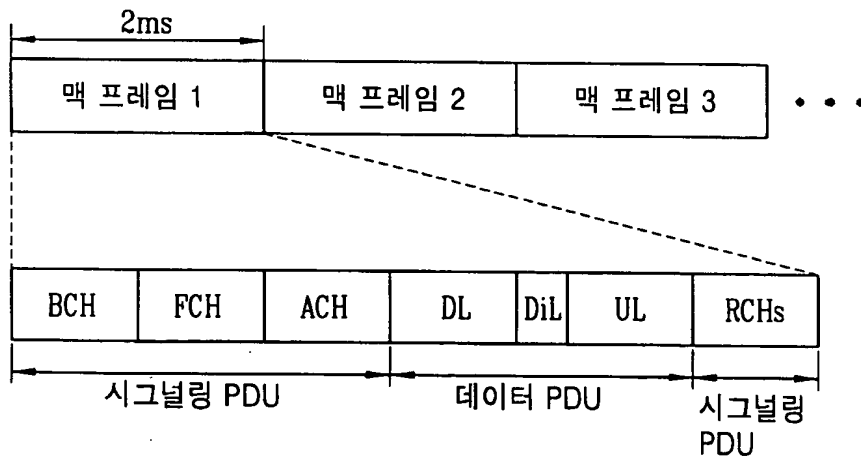 2ms
맥 프레임 1 맥 프레임 2 맥 프레임 3 • • •
BCH FCH ACH DL DiL UL RCHs
시그널링 PDU 데이터 PDU 시그널링
PDU